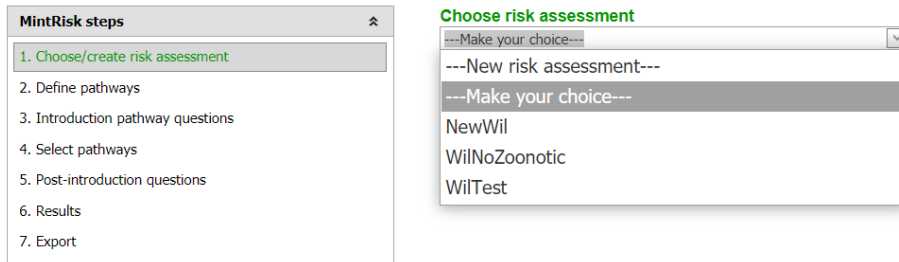 MintRisk steps
1. Choose/create risk assessment
2. Define pathways
3. Introduction pathway questions
4. Select pathways
5. Post-introduction questions
6. Results
7. Export
Choose risk assessment
---Make your choice---
---New risk assessment---
---Make your choice---
NewWil
WilNoZoonotic
WilTest